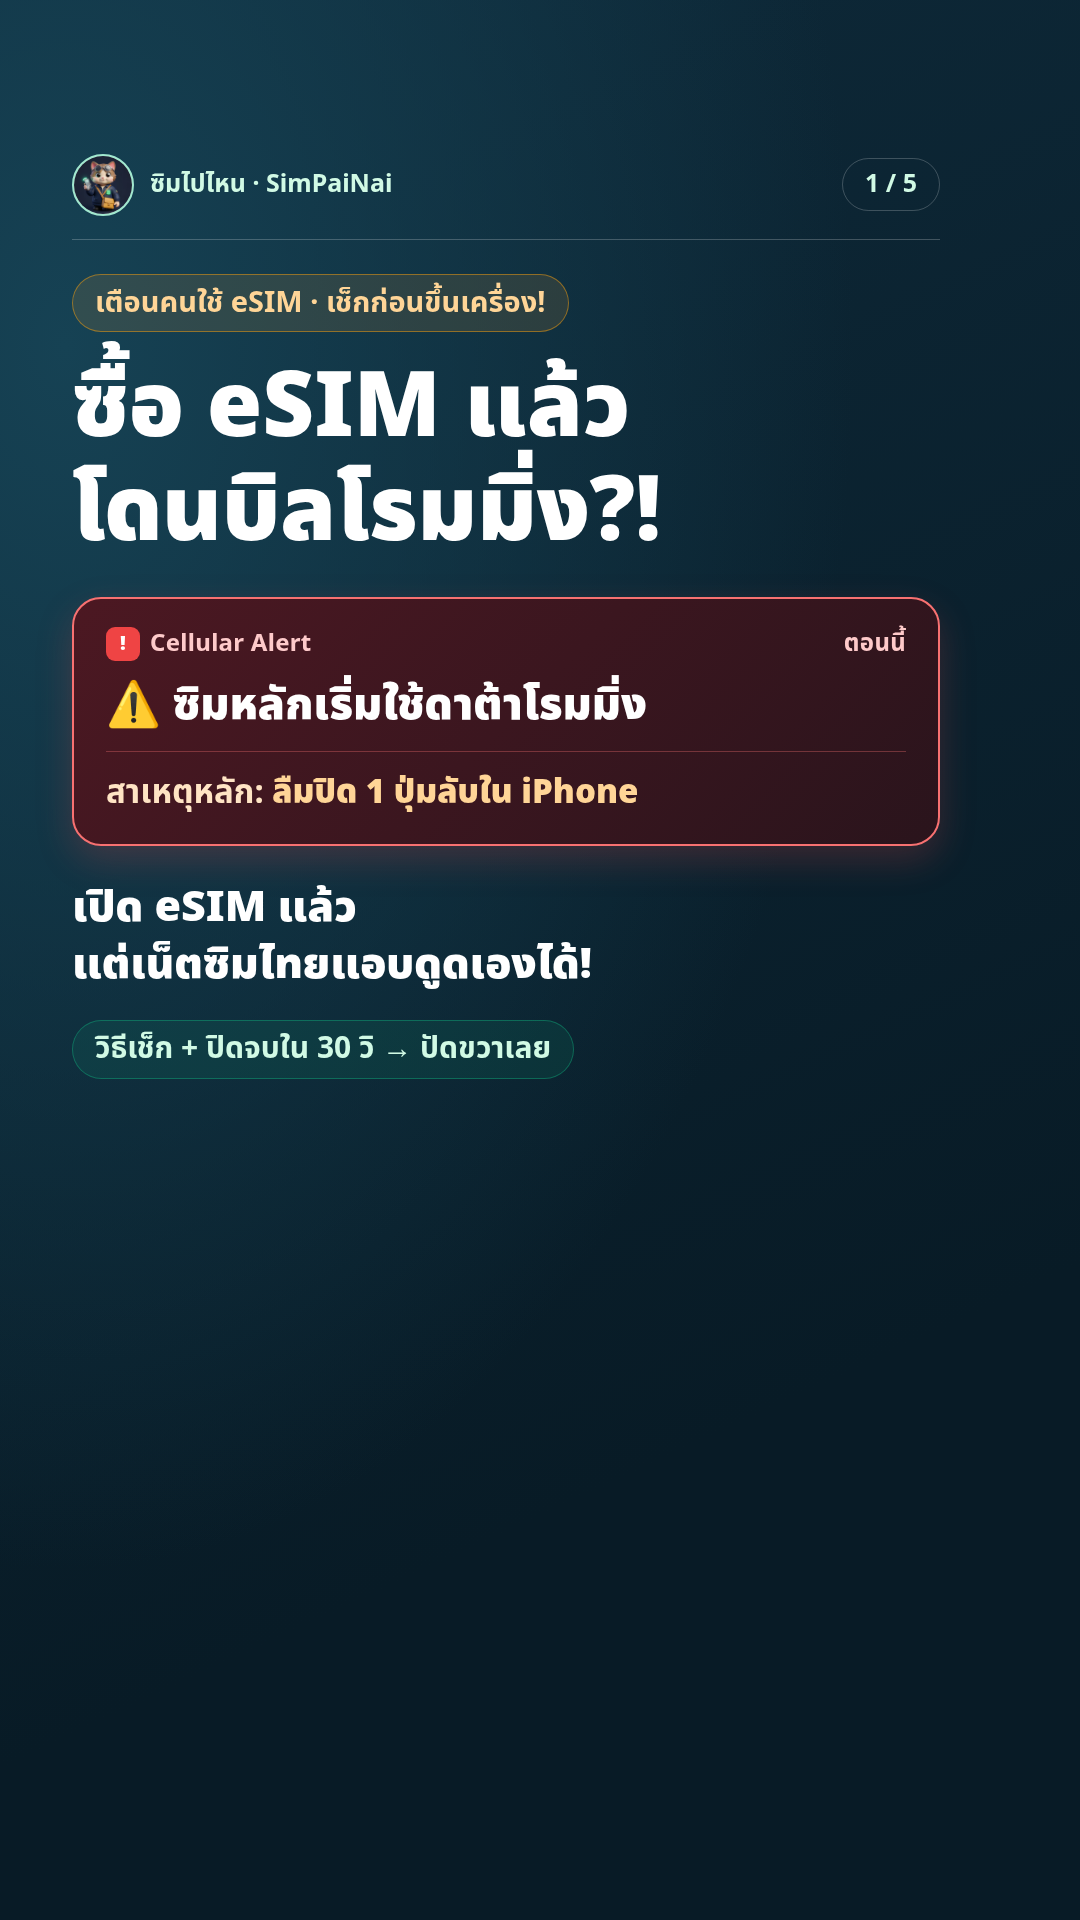 ซิมไปไหน · SimPaiNai
1 / 5
เตือนคนใช้ eSIM · เช็กก่อนขึ้นเครื่อง!
ซื้อ eSIM แล้ว
โดนบิลโรมมิ่ง?!
! Cellular Alert
ตอนนี้
⚠️ ซิมหลักเริ่มใช้ดาต้าโรมมิ่ง
สาเหตุหลัก: ลืมปิด 1 ปุ่มลับใน iPhone
เปิด eSIM แล้ว
แต่เน็ตซิมไทยแอบดูดเองได้!
วิธีเช็ก + ปิดจบใน 30 วิ → ปัดขวาเลย